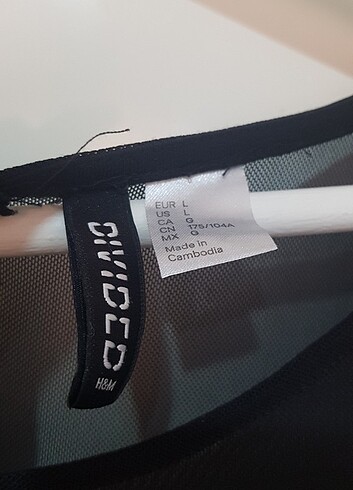 DIVIDED
H&M
EUR L
US L
CA G
CN 175/104A
MX G
Made in
Cambodia